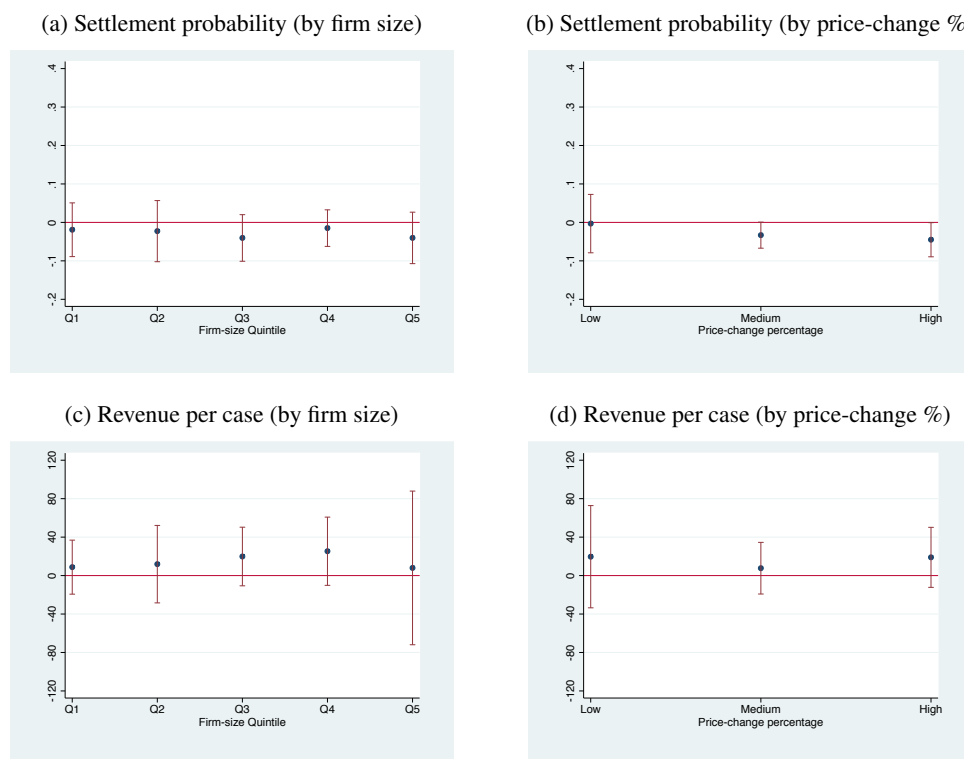 (a) Settlement probability (by firm size)
.4
.3
.2
.1
0
-.1
-.2
Q1 Q2 Q3 Q4 Q5
Firm-size Quintile
(b) Settlement probability (by price-change %
.4
.3
.2
.1
0
-.1
-.2
Low Medium High
Price-change percentage
(c) Revenue per case (by firm size)
120
80
40
0
-40
-80
-120
Q1 Q2 Q3 Q4 Q5
Firm-size Quintile
(d) Revenue per case (by price-change %)
120
80
40
0
-40
-80
-120
Low Medium High
Price-change percentage